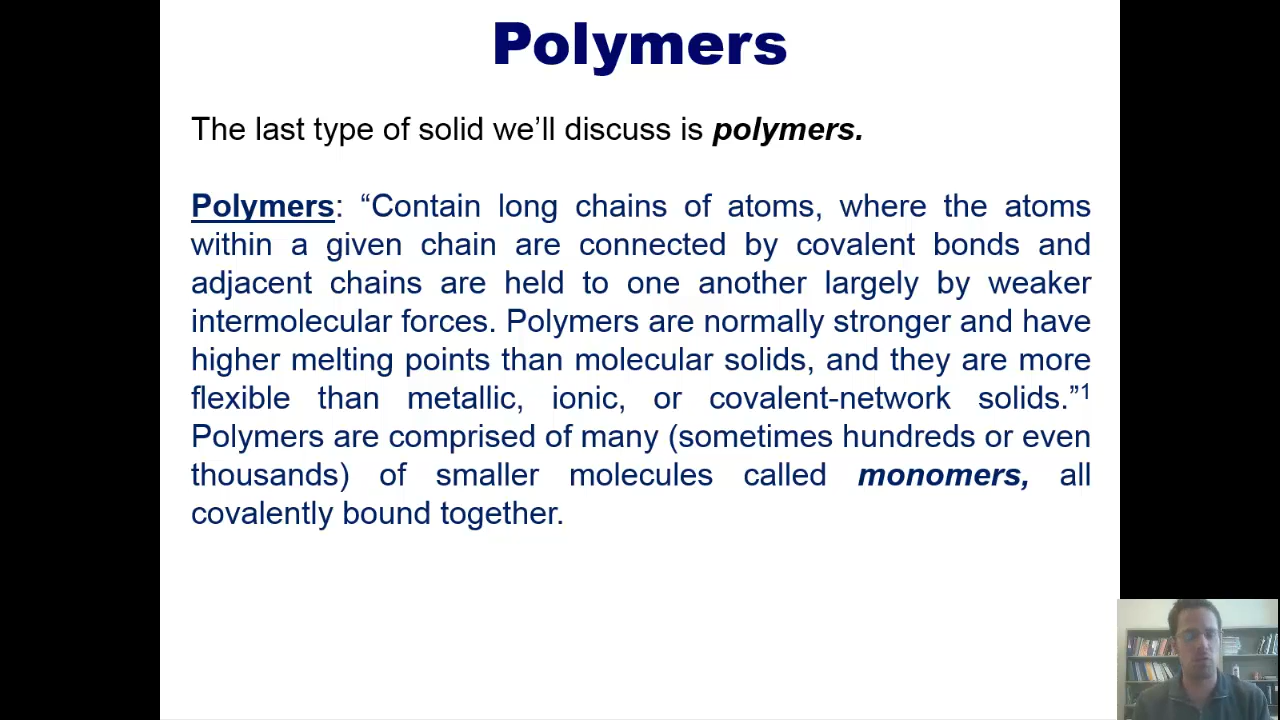 Polymers
The last type of solid we’ll discuss is polymers.
Polymers: “Contain long chains of atoms, where the atoms
within a given chain are connected by covalent bonds and
adjacent chains are held to one another largely by weaker
intermolecular forces. Polymers are normally stronger and have
higher melting points than molecular solids, and they are more
flexible than metallic, ionic, or covalent-network solids.”1
Polymers are comprised of many (sometimes hundreds or even
thousands) of smaller molecules called monomers, all
covalently bound together.